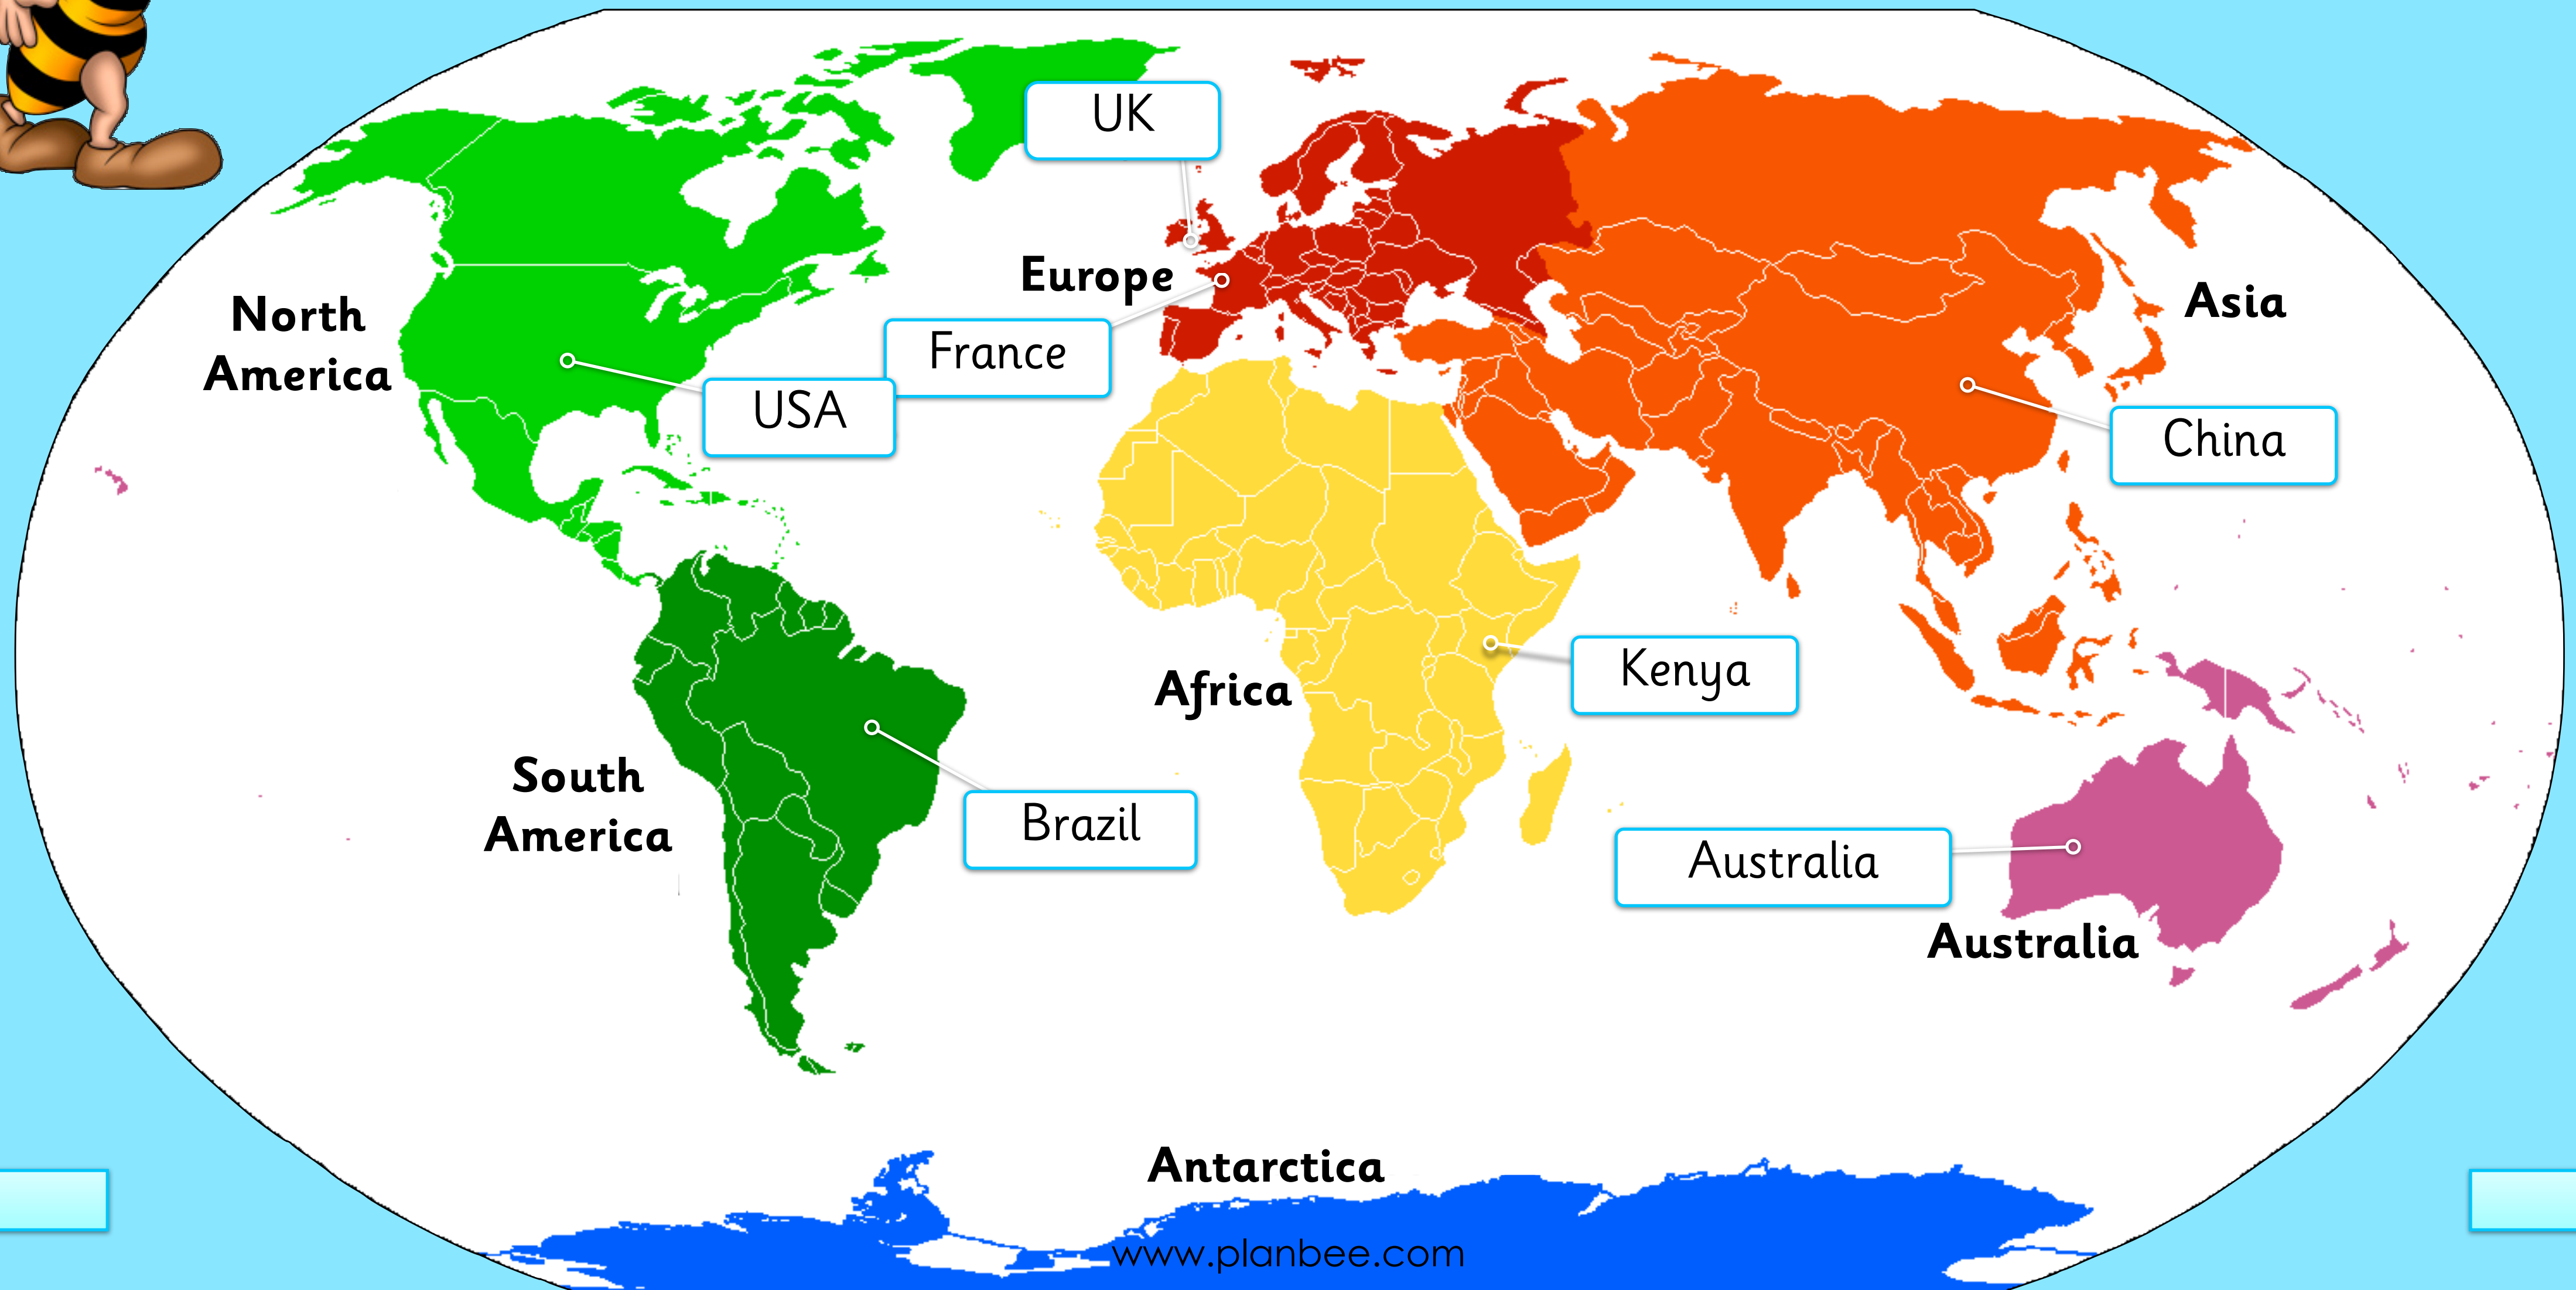 UK
Europe
North
America
Asia
France
USA
China
Kenya
Africa
South
America
Brazil
Australia
Australia
Antarctica
www.planbee.com